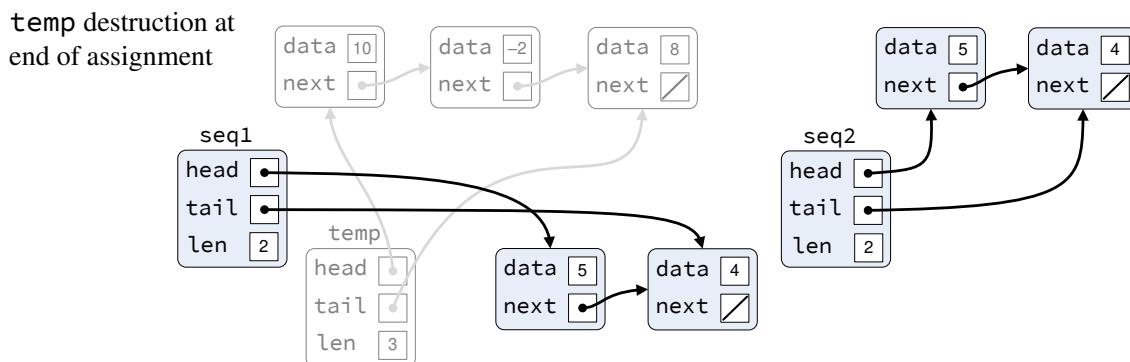 temp destruction at
end of assignment
data 10
next
data –2
next
data 8
next
data 5
next
data 4
next
seq1
head
tail
len 2
seq2
head
tail
len 2
temp
head
tail
len 3
data 5
next
data 4
next